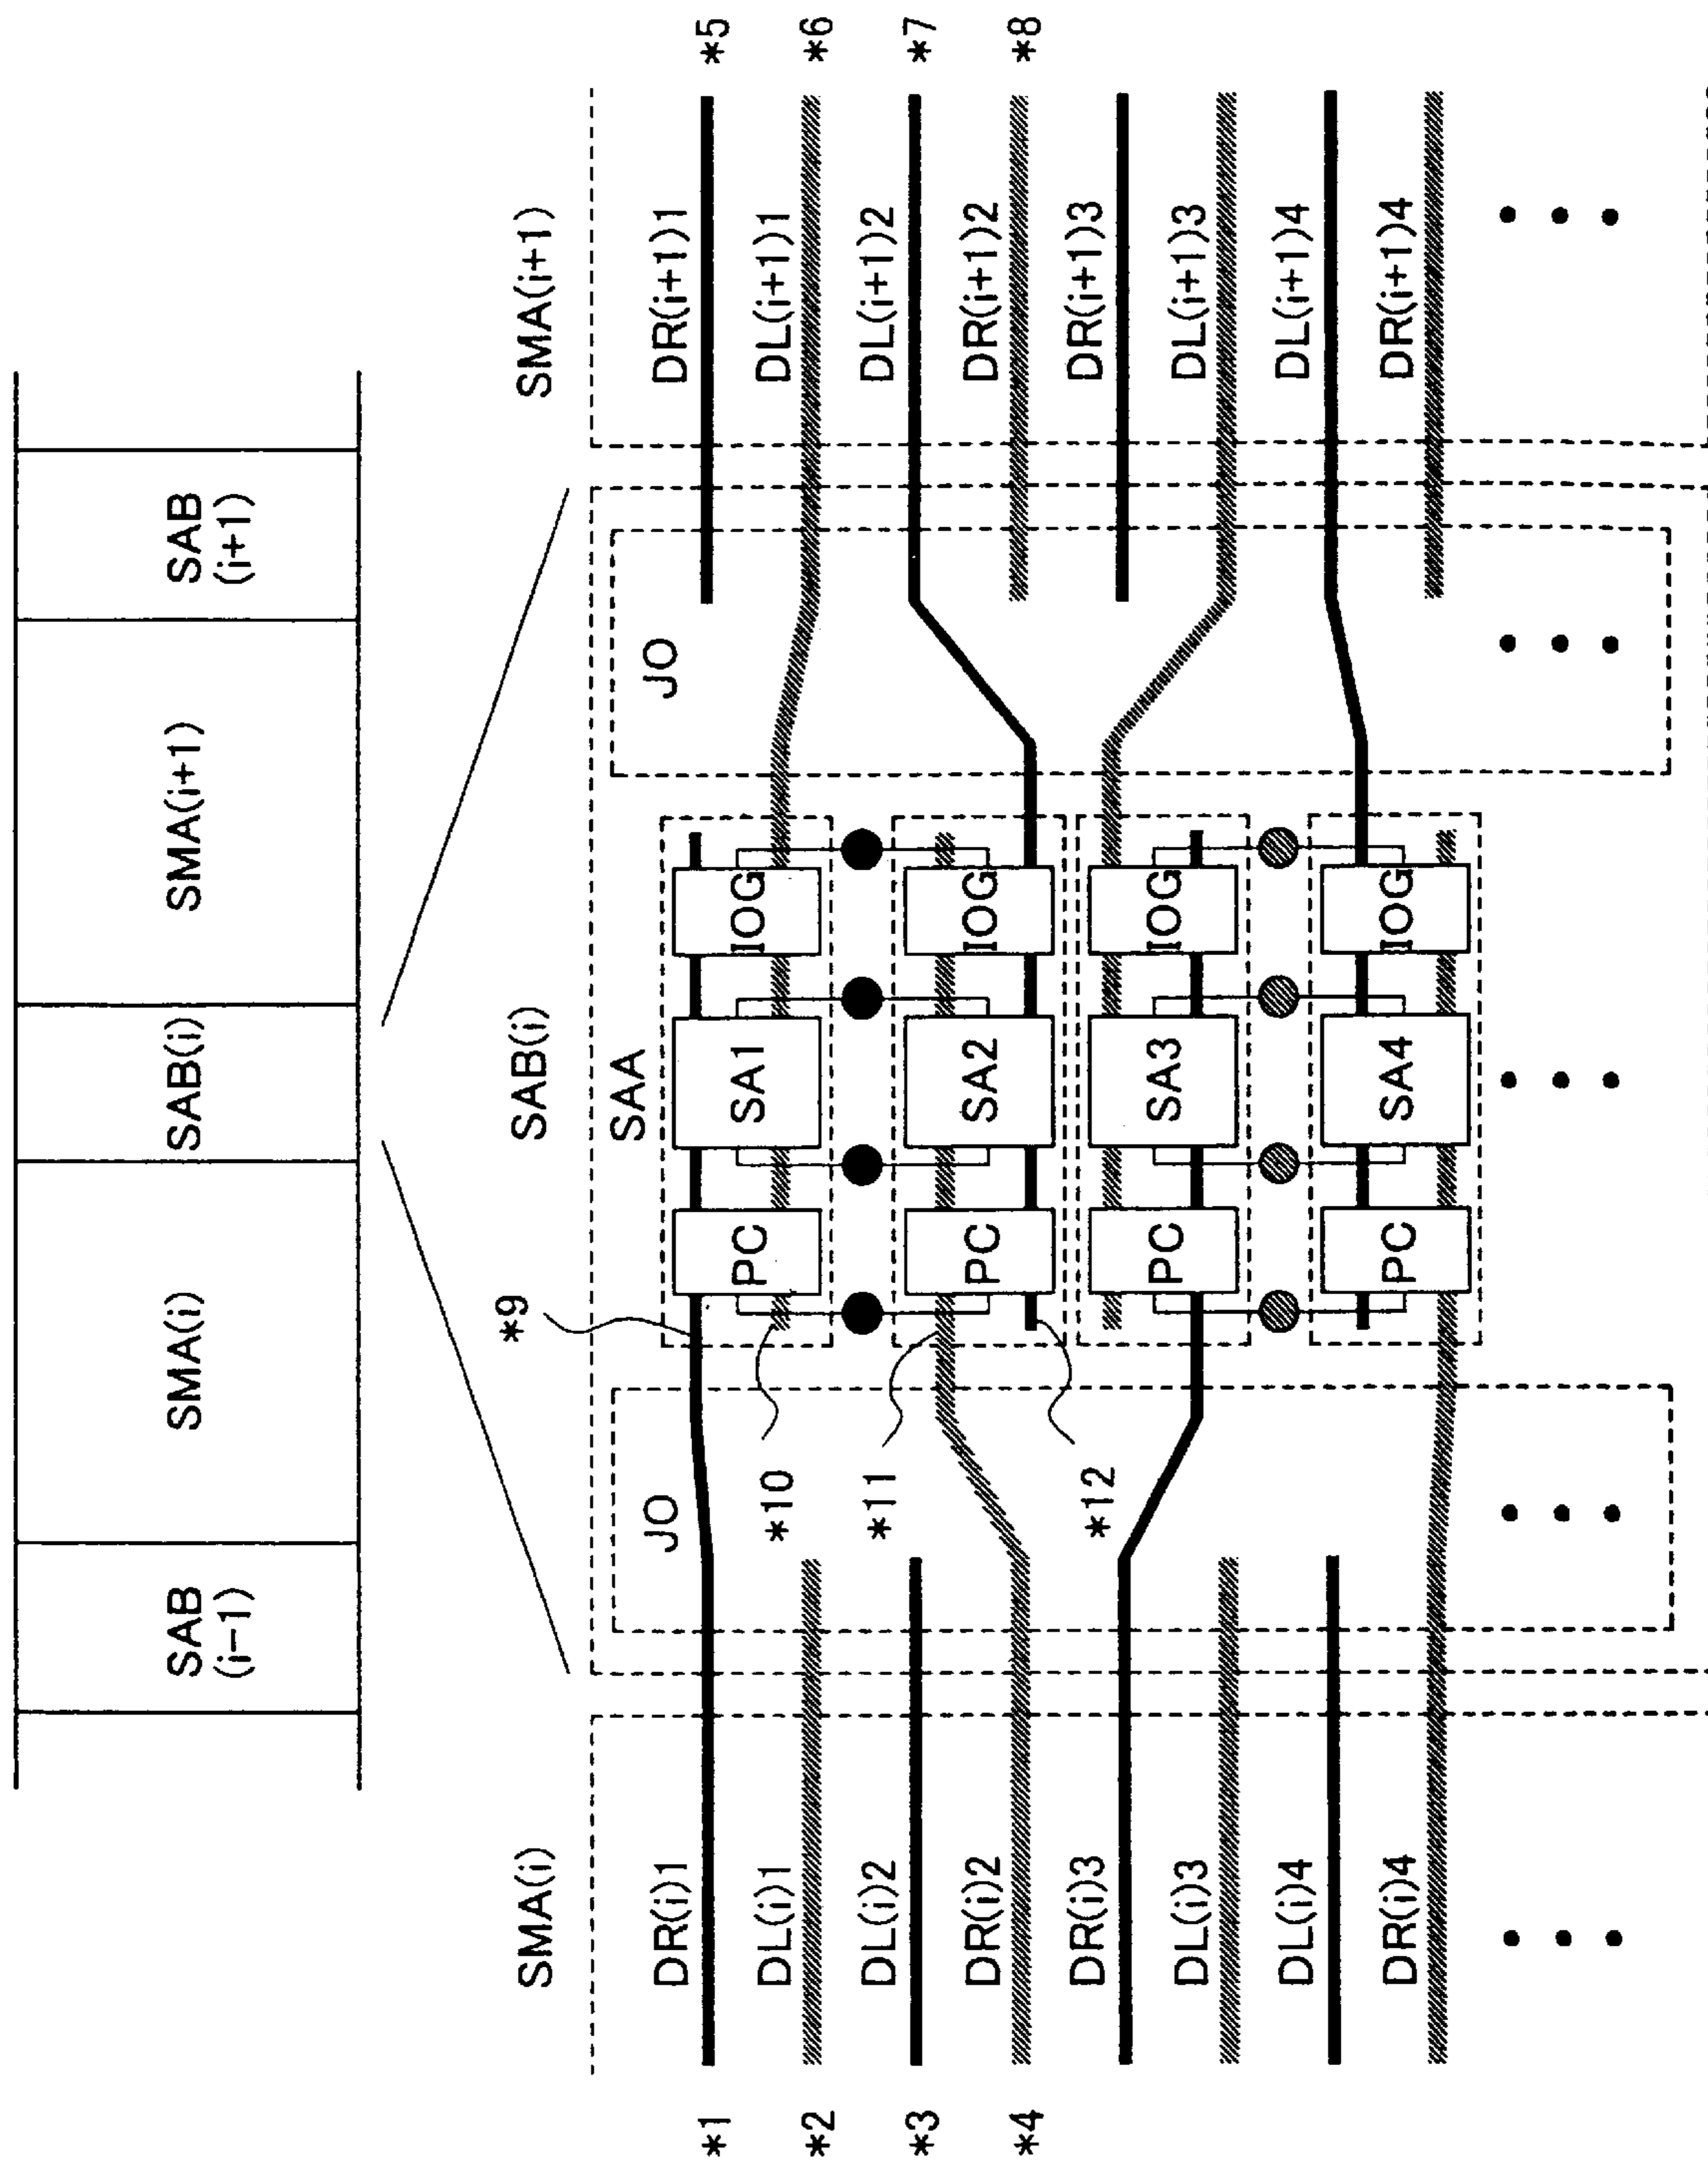 SAB
(i-1)
SMA(i)
SAB(i)
SMA(i+1)
SAB
(i+1)
SMA(i)
SAB(i)
SMA(i+1)
JO
SAA
JO
*9
*1
DR(i)1
PC
SA1
IOG
DR(i+1)1
*5
*2
DL(i)1
*10
DL(i+1)1
*6
*3
DL(i)2
*11
PC
SA2
IOG
DL(i+1)2
*7
*4
DR(i)2
*12
DR(i+1)2
*8
DR(i)3
PC
SA3
IOG
DR(i+1)3
DL(i)3
DL(i+1)3
DL(i)4
PC
SA4
IOG
DL(i+1)4
DR(i)4
DR(i+1)4